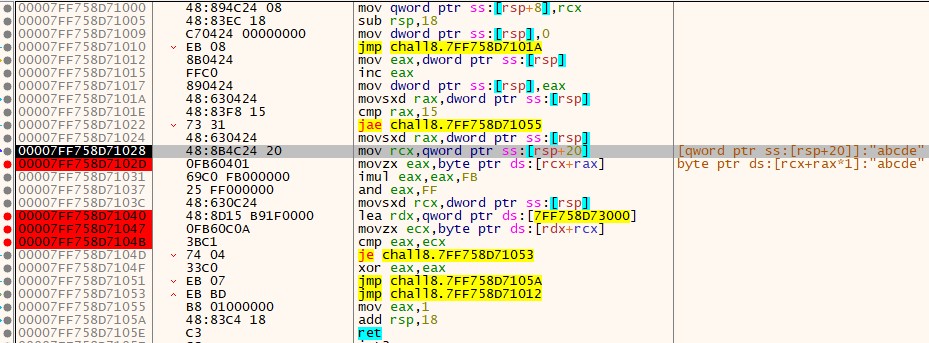 00007FF758D71000 48:894C24 08 mov qword ptr ss:[rsp+8],rcx
00007FF758D71005 48:83EC 18 sub rsp,18
00007FF758D71009 C70424 00000000 mov dword ptr ss:[rsp],0
00007FF758D71010 EB 08 jmp chall8.7FF758D7101A
00007FF758D71012 8B0424 mov eax,dword ptr ss:[rsp]
00007FF758D71015 FFC0 inc eax
00007FF758D71017 890424 mov dword ptr ss:[rsp],eax
00007FF758D7101A 48:630424 movsxd rax,dword ptr ss:[rsp]
00007FF758D7101E 48:83F8 15 cmp rax,15
00007FF758D71022 73 31 jae chall8.7FF758D71055
00007FF758D71024 48:630424 movsxd rax,dword ptr ss:[rsp]
00007FF758D71028 48:8B4C24 20 mov rcx,qword ptr ss:[rsp+20] [qword ptr ss:[rsp+20]]:"abcde"
00007FF758D7102D 0FB60401 movzx eax,byte ptr ds:[rcx+rax] byte ptr ds:[rcx+rax*1]:"abcde"
00007FF758D71031 69C0 FB000000 imul eax,eax,FB
00007FF758D71037 25 FF000000 and eax,FF
00007FF758D7103C 48:630C24 movsxd rcx,dword ptr ss:[rsp]
00007FF758D71040 48:8D15 B91F0000 lea rdx,qword ptr ds:[7FF758D73000]
00007FF758D71047 0FB60C0A movzx ecx,byte ptr ds:[rdx+rcx]
00007FF758D7104B 3BC1 cmp eax,ecx
00007FF758D7104D 74 04 je chall8.7FF758D71053
00007FF758D7104F 33C0 xor eax,eax
00007FF758D71051 EB 07 jmp chall8.7FF758D7105A
00007FF758D71053 EB BD jmp chall8.7FF758D71012
00007FF758D71055 B8 01000000 mov eax,1
00007FF758D7105A 48:83C4 18 add rsp,18
00007FF758D7105E C3 ret